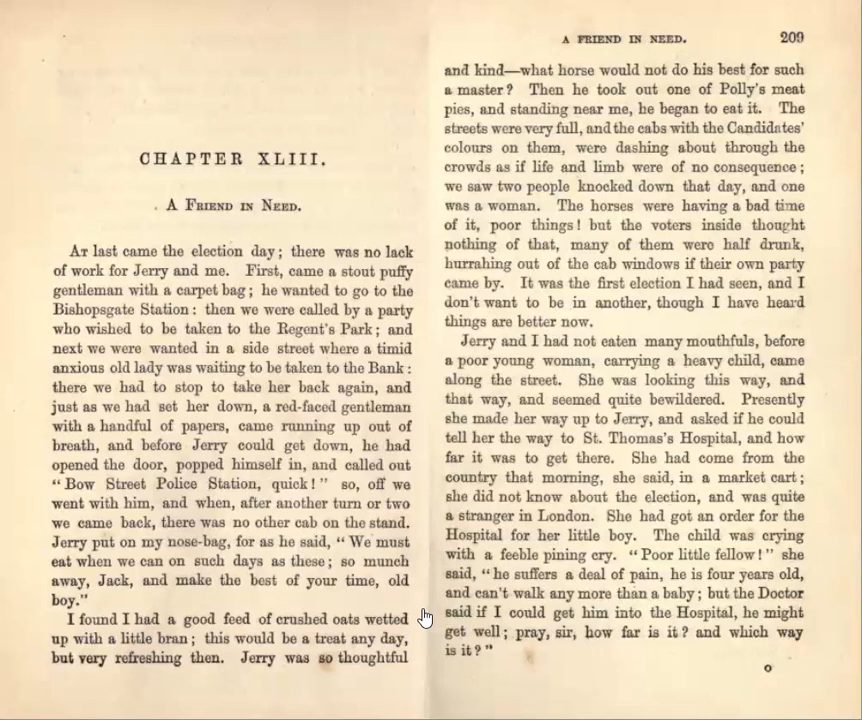 CHAPTER XLIII.
A Friend in Need.
At last came the election day; there was no lack
of work for Jerry and me. First, came a stout puffy
gentleman with a carpet bag; he wanted to go to the
Bishopsgate Station: then we were called by a party
who wished to be taken to the Regent's Park; and
next we were wanted in a side street where a timid
anxious old lady was waiting to be taken to the Bank:
there we had to stop to take her back again, and
just as we had set her down, a red-faced gentleman
with a handful of papers, came running up out of
breath, and before Jerry could get down, he had
opened the door, popped himself in, and called out
"Bow Street Police Station, quick!" so, off we
went with him, and when, after another turn or two
we came back, there was no other cab on the stand.
Jerry put on my nose-bag, for as he said, "We must
eat when we can on such days as these; so munch
away, Jack, and make the best of your time, old
boy."
I found I had a good feed of crushed oats wetted
up with a little bran; this would be a treat any day,
but very refreshing then. Jerry was so thoughtful
A FRIEND IN NEED. 209
and kind—what horse would not do his best for such
a master? Then he took out one of Polly's meat
pies, and standing near me, he began to eat it. The
streets were very full, and the cabs with the Candidates'
colours on them, were dashing about through the
crowds as if life and limb were of no consequence;
we saw two people knocked down that day, and one
was a woman. The horses were having a bad time
of it, poor things! but the voters inside thought
nothing of that, many of them were half drunk,
hurrahing out of the cab windows if their own party
came by. It was the first election I had seen, and I
don't want to be in another, though I have heard
things are better now.
Jerry and I had not eaten many mouthfuls, before
a poor young woman, carrying a heavy child, came
along the street. She was looking this way, and
that way, and seemed quite bewildered. Presently
she made her way up to Jerry, and asked if he could
tell her the way to St. Thomas's Hospital, and how
far it was to get there. She had come from the
country that morning, she said, in a market cart;
she did not know about the election, and was quite
a stranger in London. She had got an order for the
Hospital for her little boy. The child was crying
with a feeble pining cry. "Poor little fellow!" she
said, "he suffers a deal of pain, he is four years old,
and can't walk any more than a baby; but the Doctor
said if I could get him into the Hospital, he might
get well; pray, sir, how far is it? and which way
is it?"
O